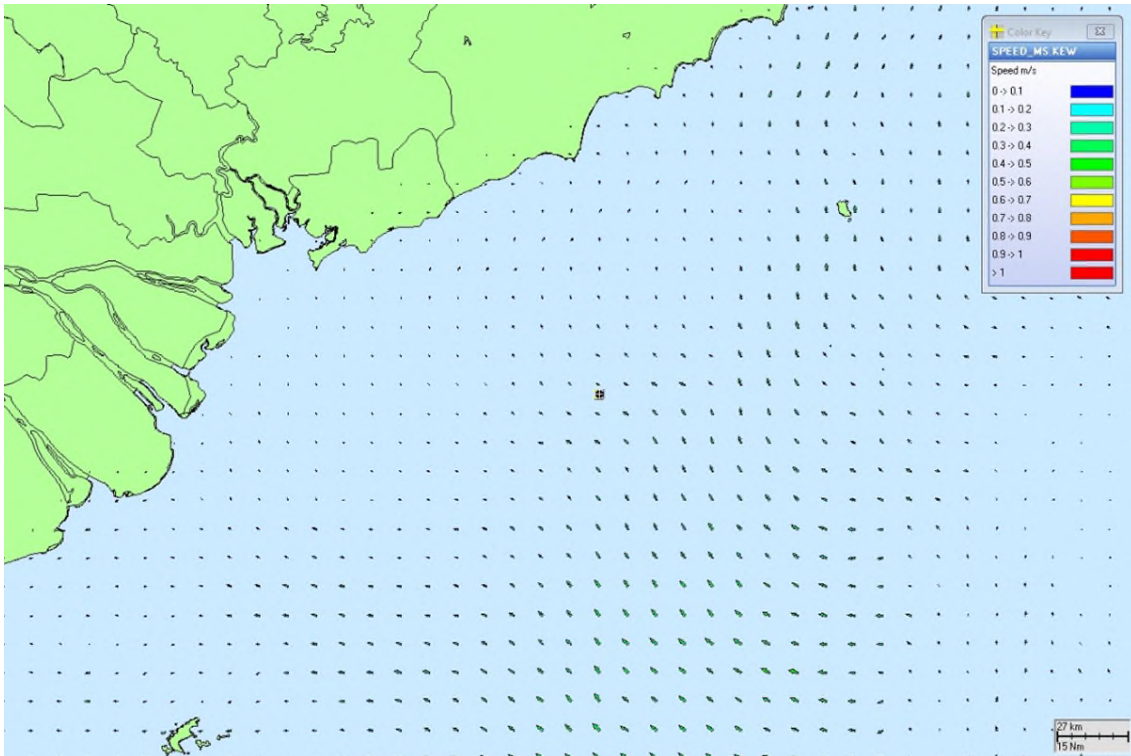 Color Key
SPEED_MS KEW
Speed m/s
0 -> 0.1
0.1 -> 0.2
0.2 -> 0.3
0.3 -> 0.4
0.4 -> 0.5
0.5 -> 0.6
0.6 -> 0.7
0.7 -> 0.8
0.8 -> 0.9
0.9 -> 1
> 1
27 km
15 Nm